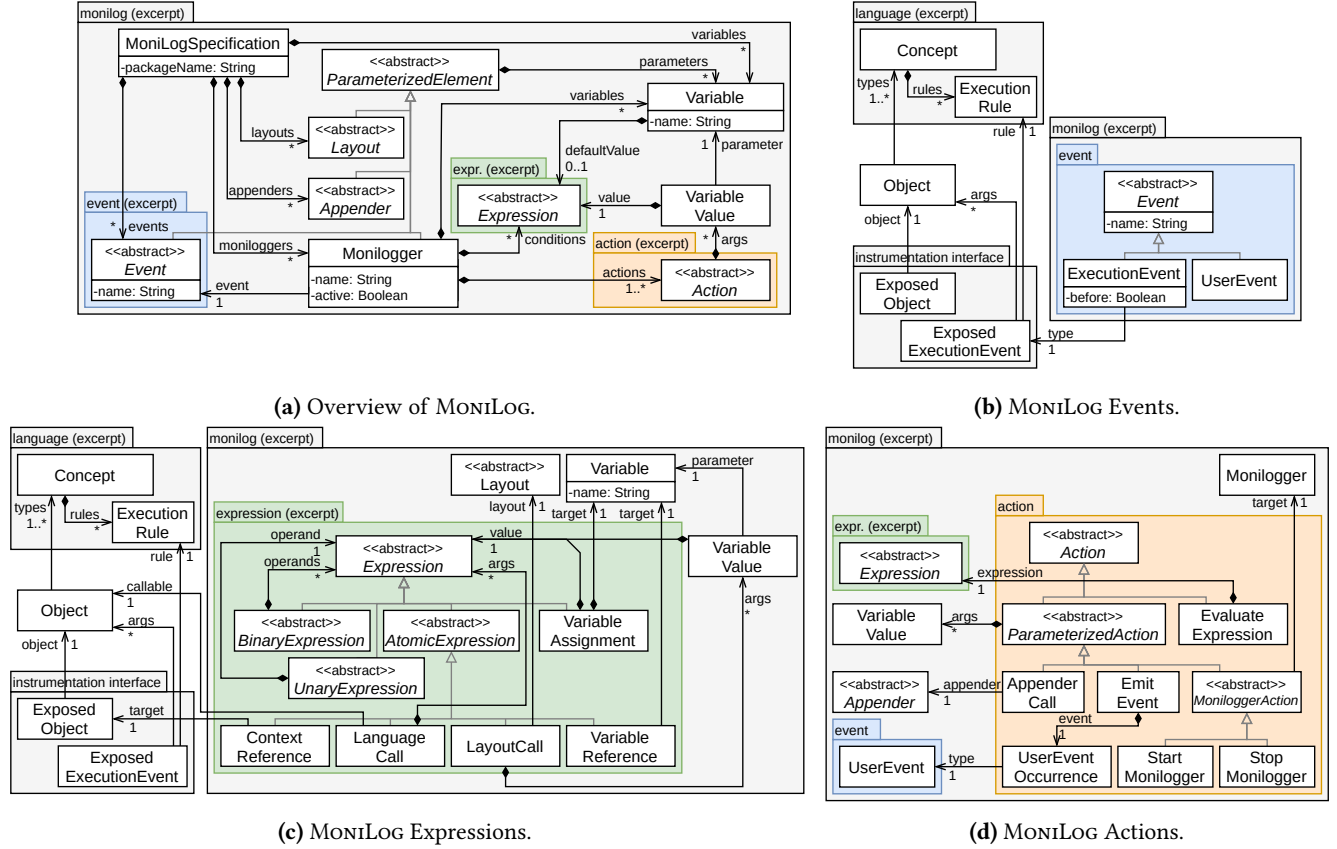 monilog (excerpt)
MoniLogSpecification
-packageName: String
variables
*
<<abstract>>
ParameterizedElement
parameters
*
variables
*
Variable
-name: String
layouts
*
<<abstract>>
Layout
defaultValue
0..1
1
parameter
appenders
*
<<abstract>>
Appender
expr. (excerpt)
<<abstract>>
Expression
value
1
Variable
Value
event (excerpt)
* events
<<abstract>>
Event
-name: String
moniloggers
*
Monilogger
-name: String
-active: Boolean
event
1
* conditions
action (excerpt)
* args
actions
1..*
<<abstract>>
Action
(a) Overview of MoniLog.
language (excerpt)
Concept
types
1..*
rules
*
Execution
Rule
rule 1
Object
args
*
object 1
instrumentation interface
Exposed
Object
Exposed
ExecutionEvent
monilog (excerpt)
event
<<abstract>>
Event
-name: String
ExecutionEvent
-before: Boolean
UserEvent
type
1
(b) MoniLog Events.
language (excerpt)
Concept
types
1..*
rules
*
Execution
Rule
rule 1
Object
callable
1
args
*
object 1
instrumentation interface
Exposed
Object
target
1
Exposed
ExecutionEvent
monilog (excerpt)
<<abstract>>
Layout
layout 1
Variable
-name: String
target 1
target 1
parameter
1
expression (excerpt)
operand
1
operands
*
<<abstract>>
Expression
value
1
args
*
Variable
Value
args
*
<<abstract>>
BinaryExpression
<<abstract>>
AtomicExpression
Variable
Assignment
<<abstract>>
UnaryExpression
Context
Reference
Language
Call
LayoutCall
Variable
Reference
(c) MoniLog Expressions.
monilog (excerpt)
Monilogger
target 1
expr. (excerpt)
<<abstract>>
Expression
action
<<abstract>>
Action
expression
1
Variable
Value
args
*
<<abstract>>
ParameterizedAction
Evaluate
Expression
<<abstract>>
Appender
appender
1
Appender
Call
Emit
Event
<<abstract>>
MoniloggerAction
event
1
event
UserEvent
type
1
UserEvent
Occurrence
Start
Monilogger
Stop
Monilogger
(d) MoniLog Actions.